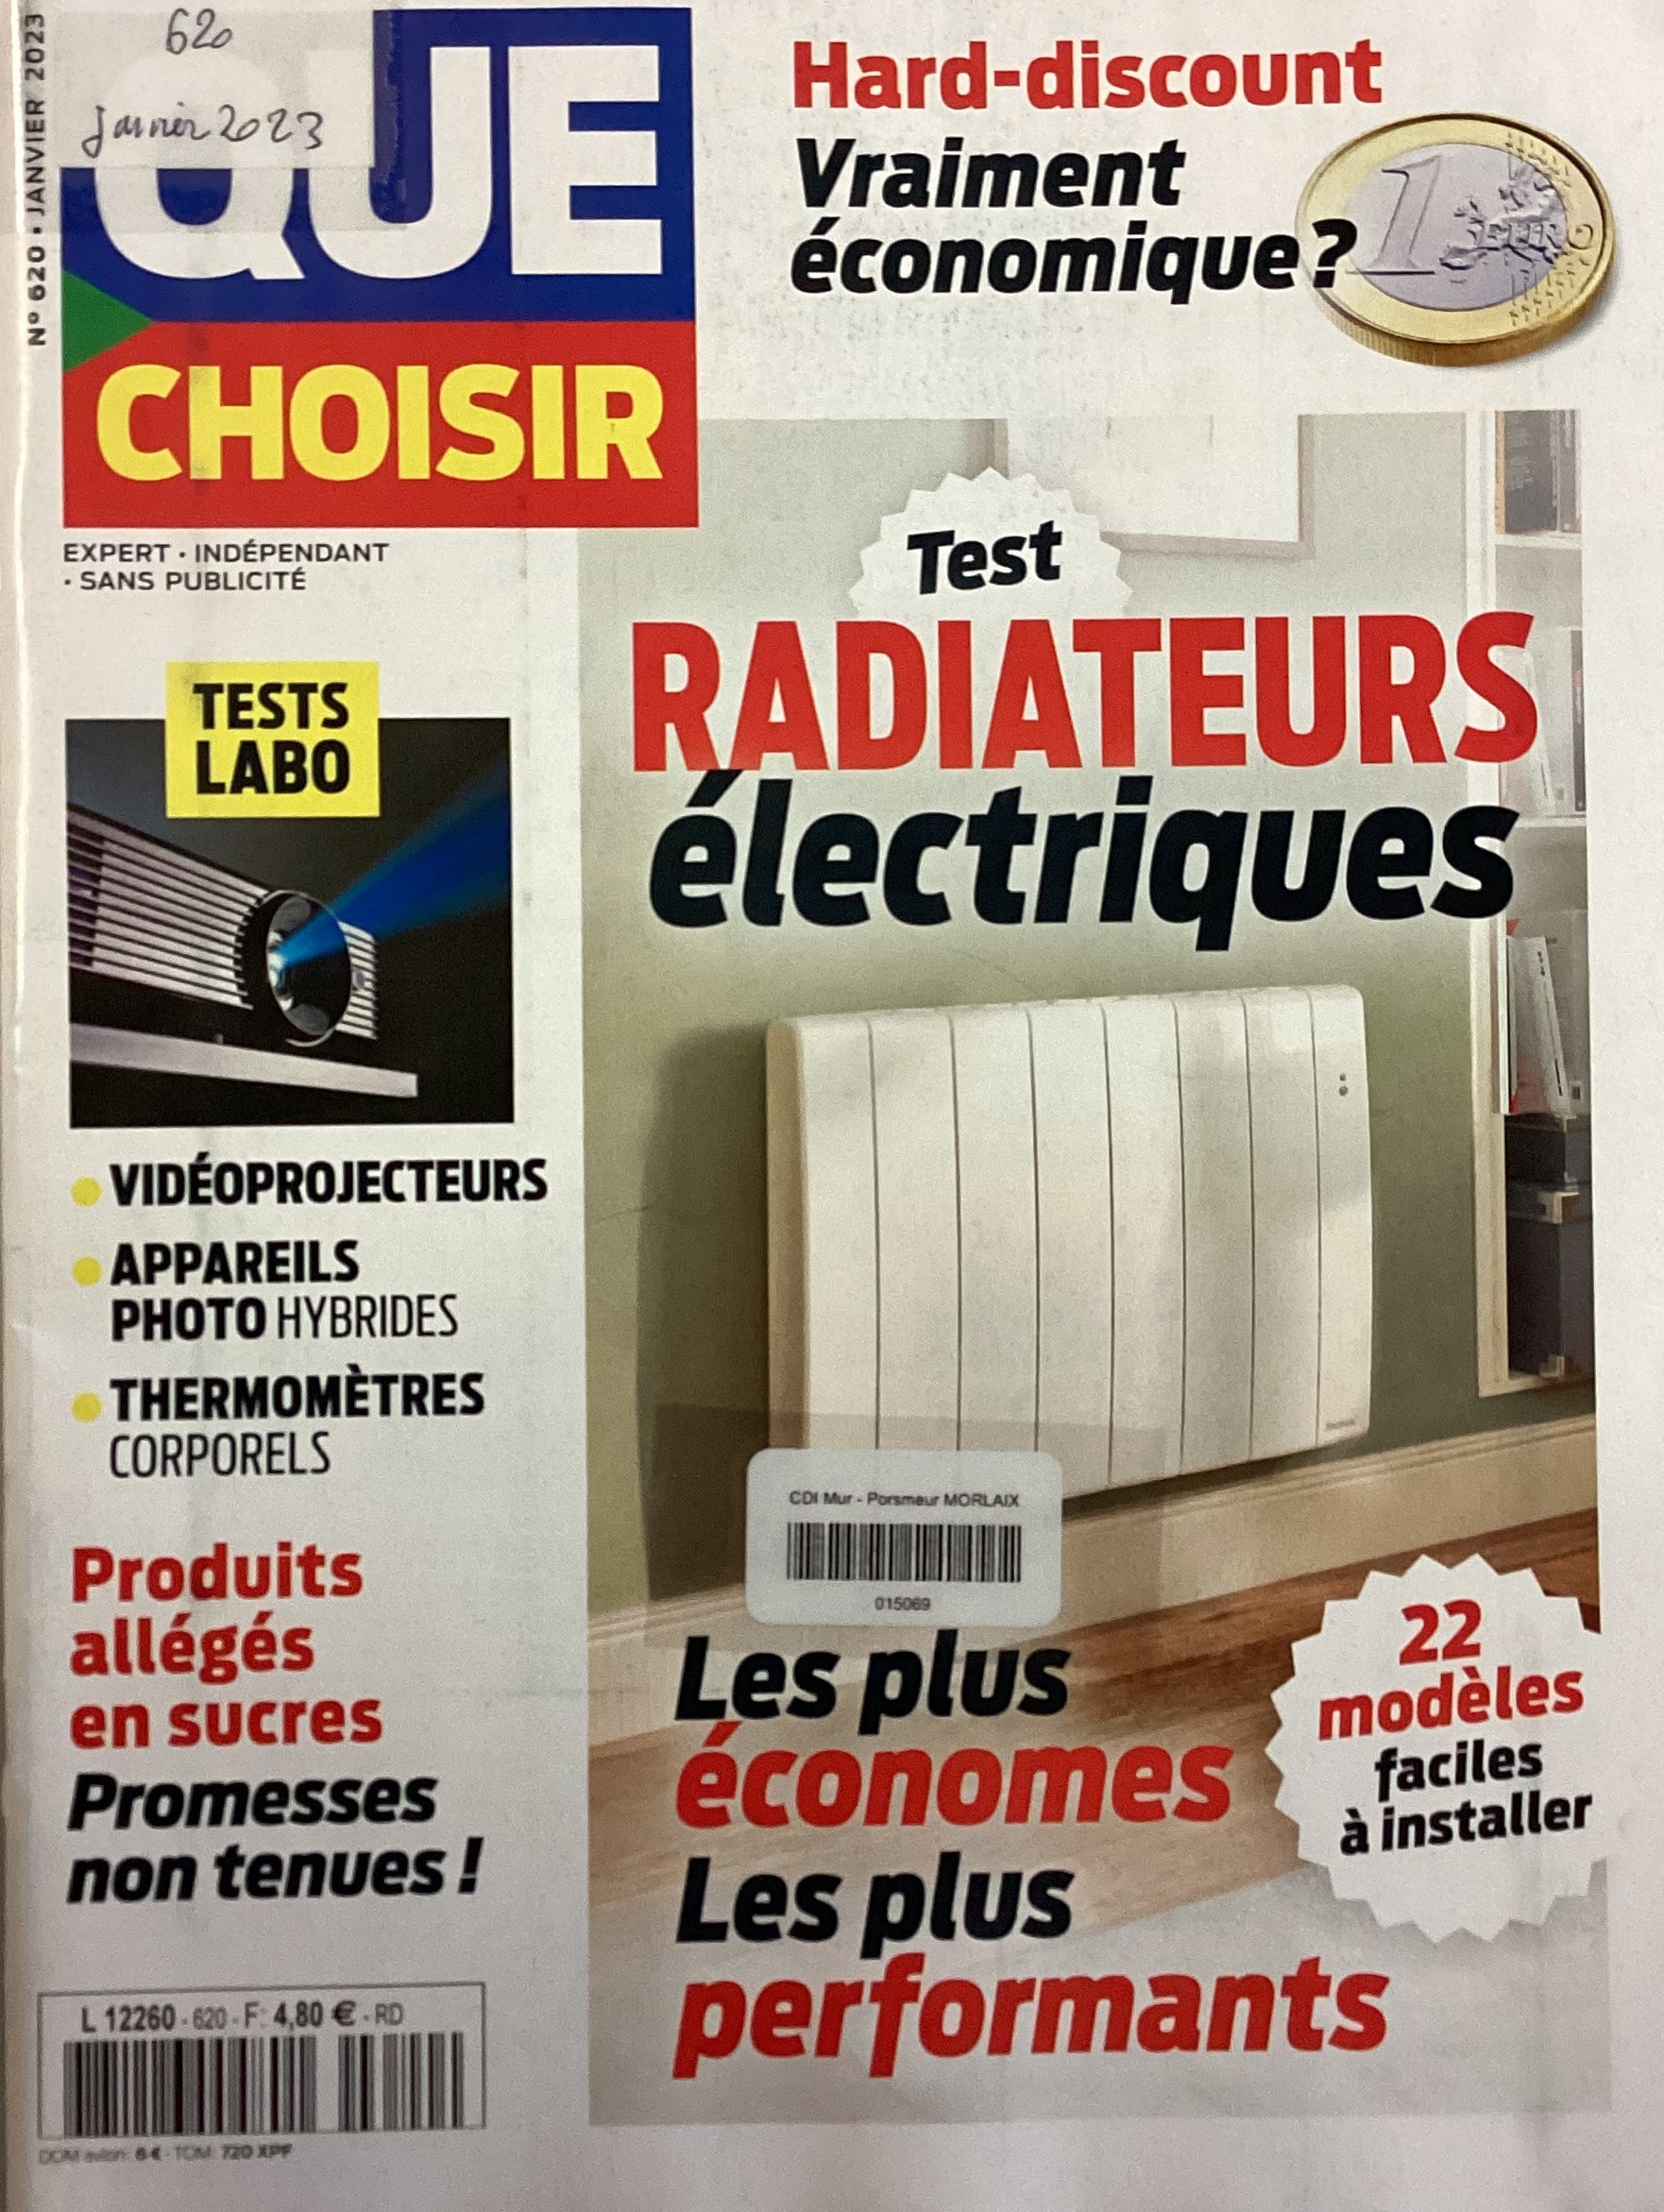 N° 620 • JANVIER 2023
620
janvier 2023
QUE
CHOISIR
EXPERT • INDÉPENDANT
• SANS PUBLICITÉ
Hard-discount
Vraiment
économique ?
1
EURO
Test
RADIATEURS
électriques
TESTS
LABO
VIDÉOPROJECTEURS
APPAREILS
PHOTO HYBRIDES
THERMOMÈTRES
CORPORELS
Produits
allégés
en sucres
Promesses
non tenues !
CDI Mur - Porsmeur MORLAIX
015069
Les plus
économes
Les plus
performants
22
modèles
faciles
à installer
L 12260 - 620 - F: 4,80 € - RD
DOM avion: 6 € - TOM: 720 XPF